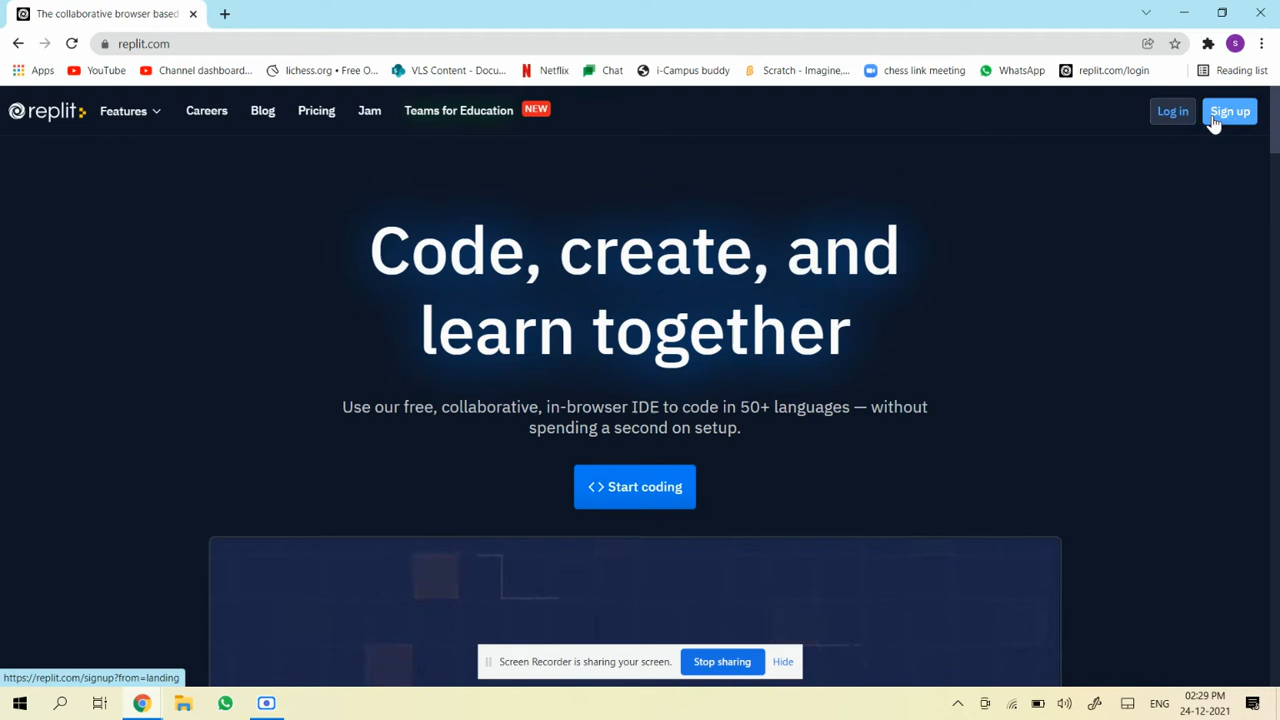 The collaborative browser based
replit.com
Apps YouTube Channel dashboard... lichess.org • Free O... VLS Content - Docu... Netflix Chat i-Campus buddy Scratch - Imagine,... chess link meeting WhatsApp replit.com/login Reading list
replit Features Careers Blog Pricing Jam Teams for Education NEW Log in Sign up
Code, create, and
learn together
Use our free, collaborative, in-browser IDE to code in 50+ languages — without
spending a second on setup.
<> Start coding
Screen Recorder is sharing your screen. Stop sharing Hide
https://replit.com/signup?from=landing
ENG 02:29 PM
24-12-2021